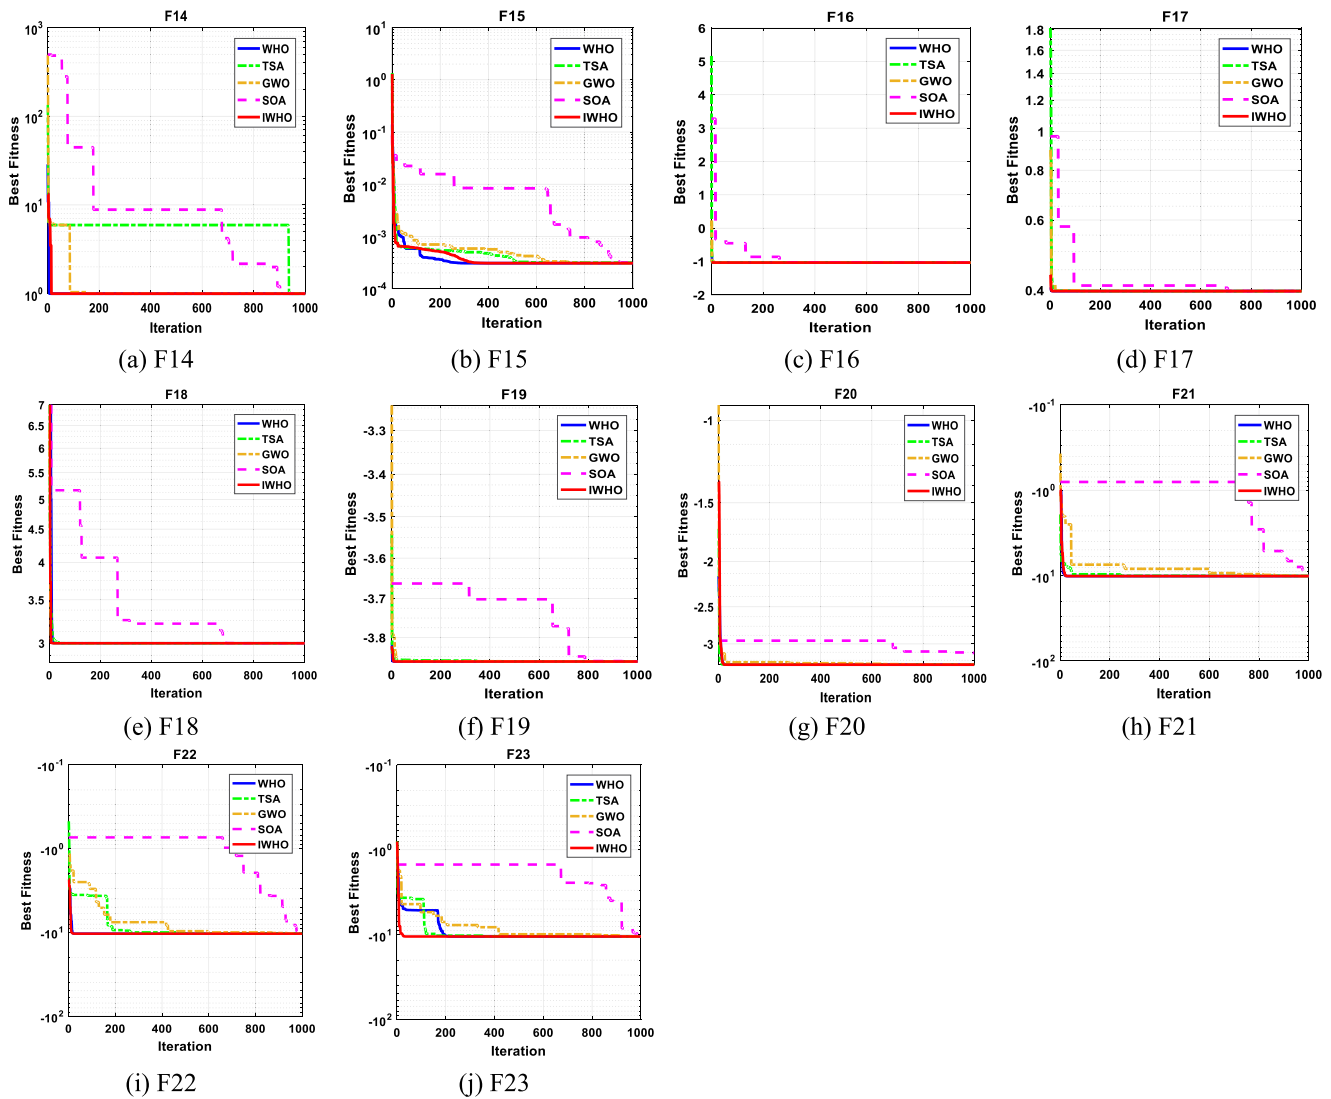 F14
10^3
10^2
10^1
10^0
Best Fitness
WHO
TSA
GWO
SOA
IWHO
0 200 400 600 800 1000
Iteration
(a) F14
F15
10^1
10^0
10^-1
10^-2
10^-3
10^-4
Best Fitness
WHO
TSA
GWO
SOA
IWHO
0 200 400 600 800 1000
Iteration
(b) F15
F16
6
5
4
3
2
1
0
-1
-2
Best Fitness
WHO
TSA
GWO
SOA
IWHO
0 200 400 600 800 1000
Iteration
(c) F16
F17
1.8
1.6
1.4
1.2
1
0.8
0.6
0.4
Best Fitness
WHO
TSA
GWO
SOA
IWHO
0 200 400 600 800 1000
Iteration
(d) F17
F18
7
6.5
6
5.5
5
4.5
4
3.5
3
Best Fitness
WHO
TSA
GWO
SOA
IWHO
0 200 400 600 800 1000
Iteration
(e) F18
F19
-3.3
-3.4
-3.5
-3.6
-3.7
-3.8
Best Fitness
WHO
TSA
GWO
SOA
IWHO
0 200 400 600 800 1000
Iteration
(f) F19
F20
-1
-1.5
-2
-2.5
-3
Best Fitness
WHO
TSA
GWO
SOA
IWHO
0 200 400 600 800 1000
Iteration
(g) F20
F21
-10^-1
-10^0
-10^1
-10^2
Best Fitness
WHO
TSA
GWO
SOA
IWHO
0 200 400 600 800 1000
Iteration
(h) F21
F22
-10^-1
-10^0
-10^1
-10^2
Best Fitness
WHO
TSA
GWO
SOA
IWHO
0 200 400 600 800 1000
Iteration
(i) F22
F23
-10^-1
-10^0
-10^1
-10^2
Best Fitness
WHO
TSA
GWO
SOA
IWHO
0 200 400 600 800 1000
Iteration
(j) F23